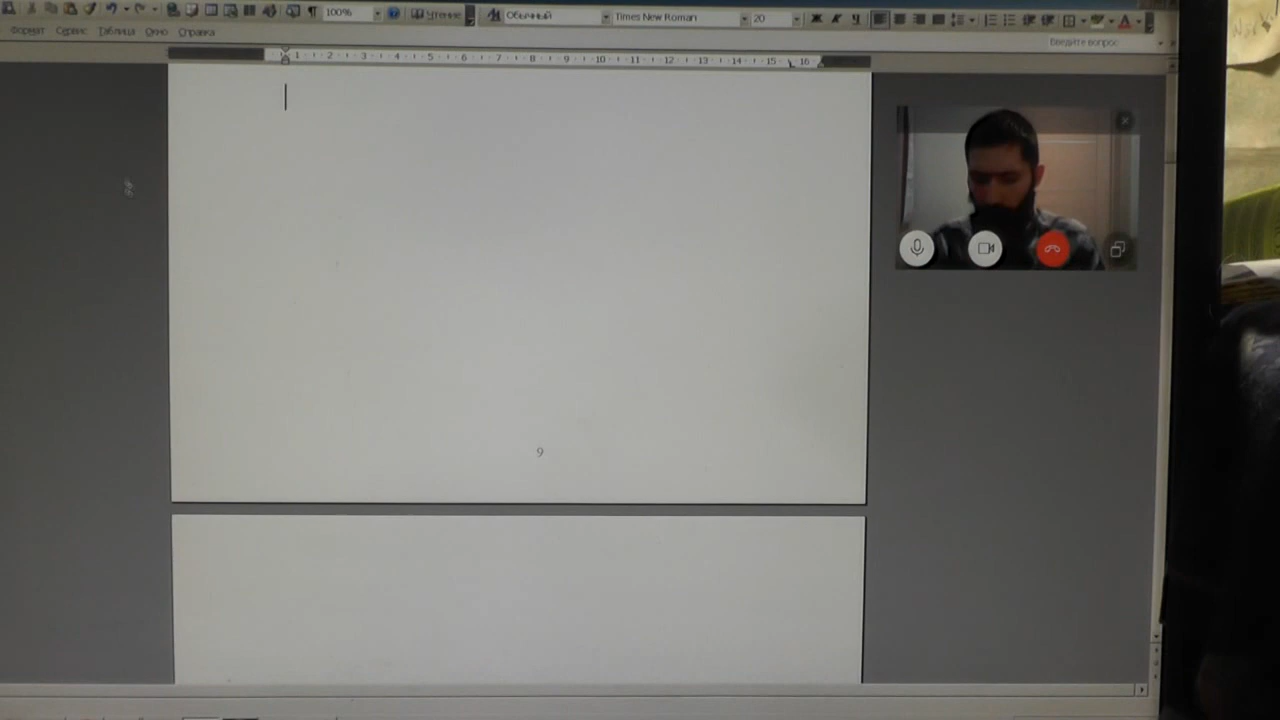 100% Чтение Обычный Times New Roman 20 Ж К Ч
Формат Сервис Таблица Окно Справка
Введите вопрос
1 2 3 4 5 6 7 8 9 10 11 12 13 14 15 16
9